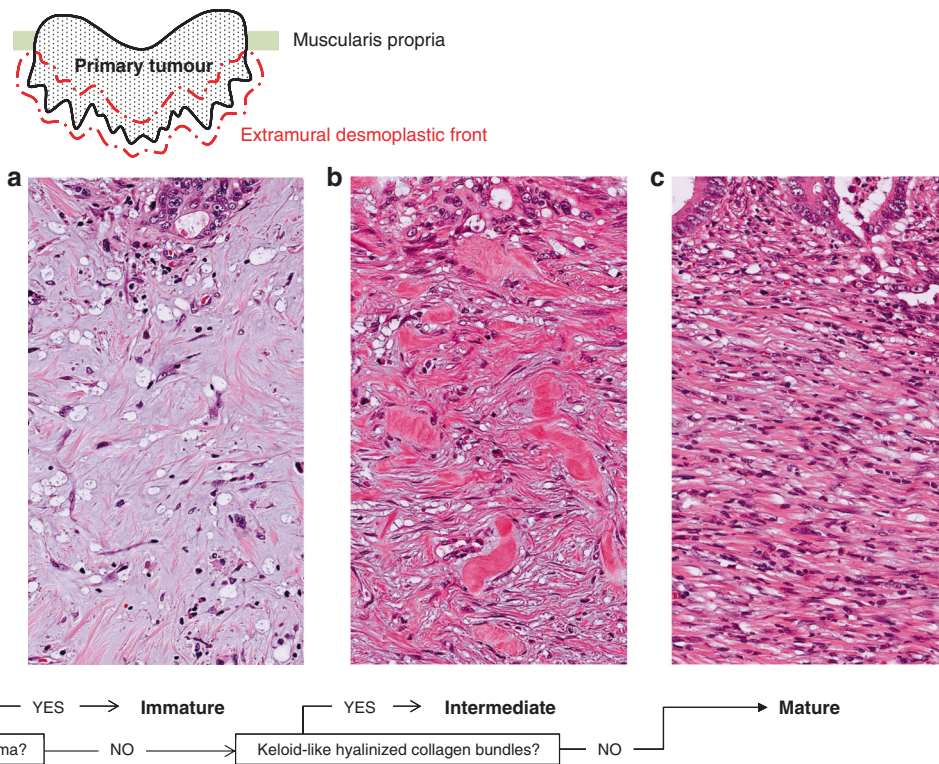 Muscularis propria
Primary tumour
Extramural desmoplastic front
a
b
c
YES
Immature
YES
Intermediate
Mature
ma?
NO
Keloid-like hyalinized collagen bundles?
NO